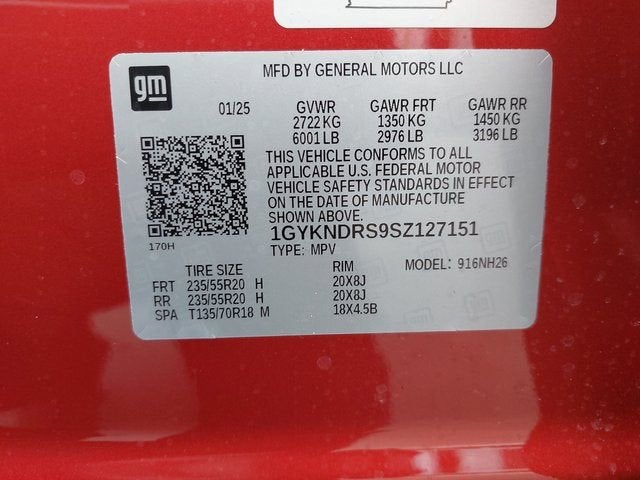 gm
MFD BY GENERAL MOTORS LLC
01/25 GVWR GAWR FRT GAWR RR
2722 KG 1350 KG 1450 KG
6001 LB 2976 LB 3196 LB
THIS VEHICLE CONFORMS TO ALL
APPLICABLE U.S. FEDERAL MOTOR
VEHICLE SAFETY STANDARDS IN EFFECT
ON THE DATE OF MANUFACTURE
SHOWN ABOVE.
170H
1GYKNDRS9SZ127151
TYPE: MPV
MODEL: 916NH26
TIRE SIZE RIM
FRT 235/55R20 H 20X8J
RR 235/55R20 H 20X8J
SPA T135/70R18 M 18X4.5B